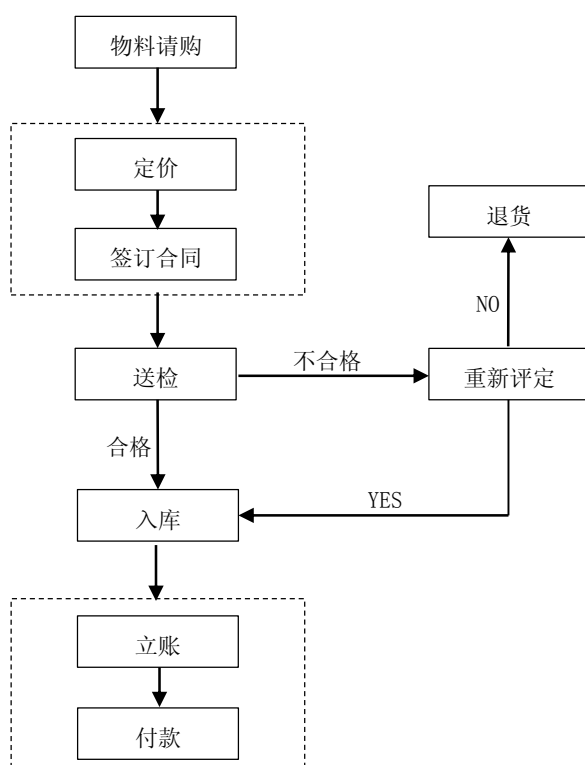 物料请购
定价
签订合同
退货
NO
送检
不合格
重新评定
合格
入库
YES
立账
付款